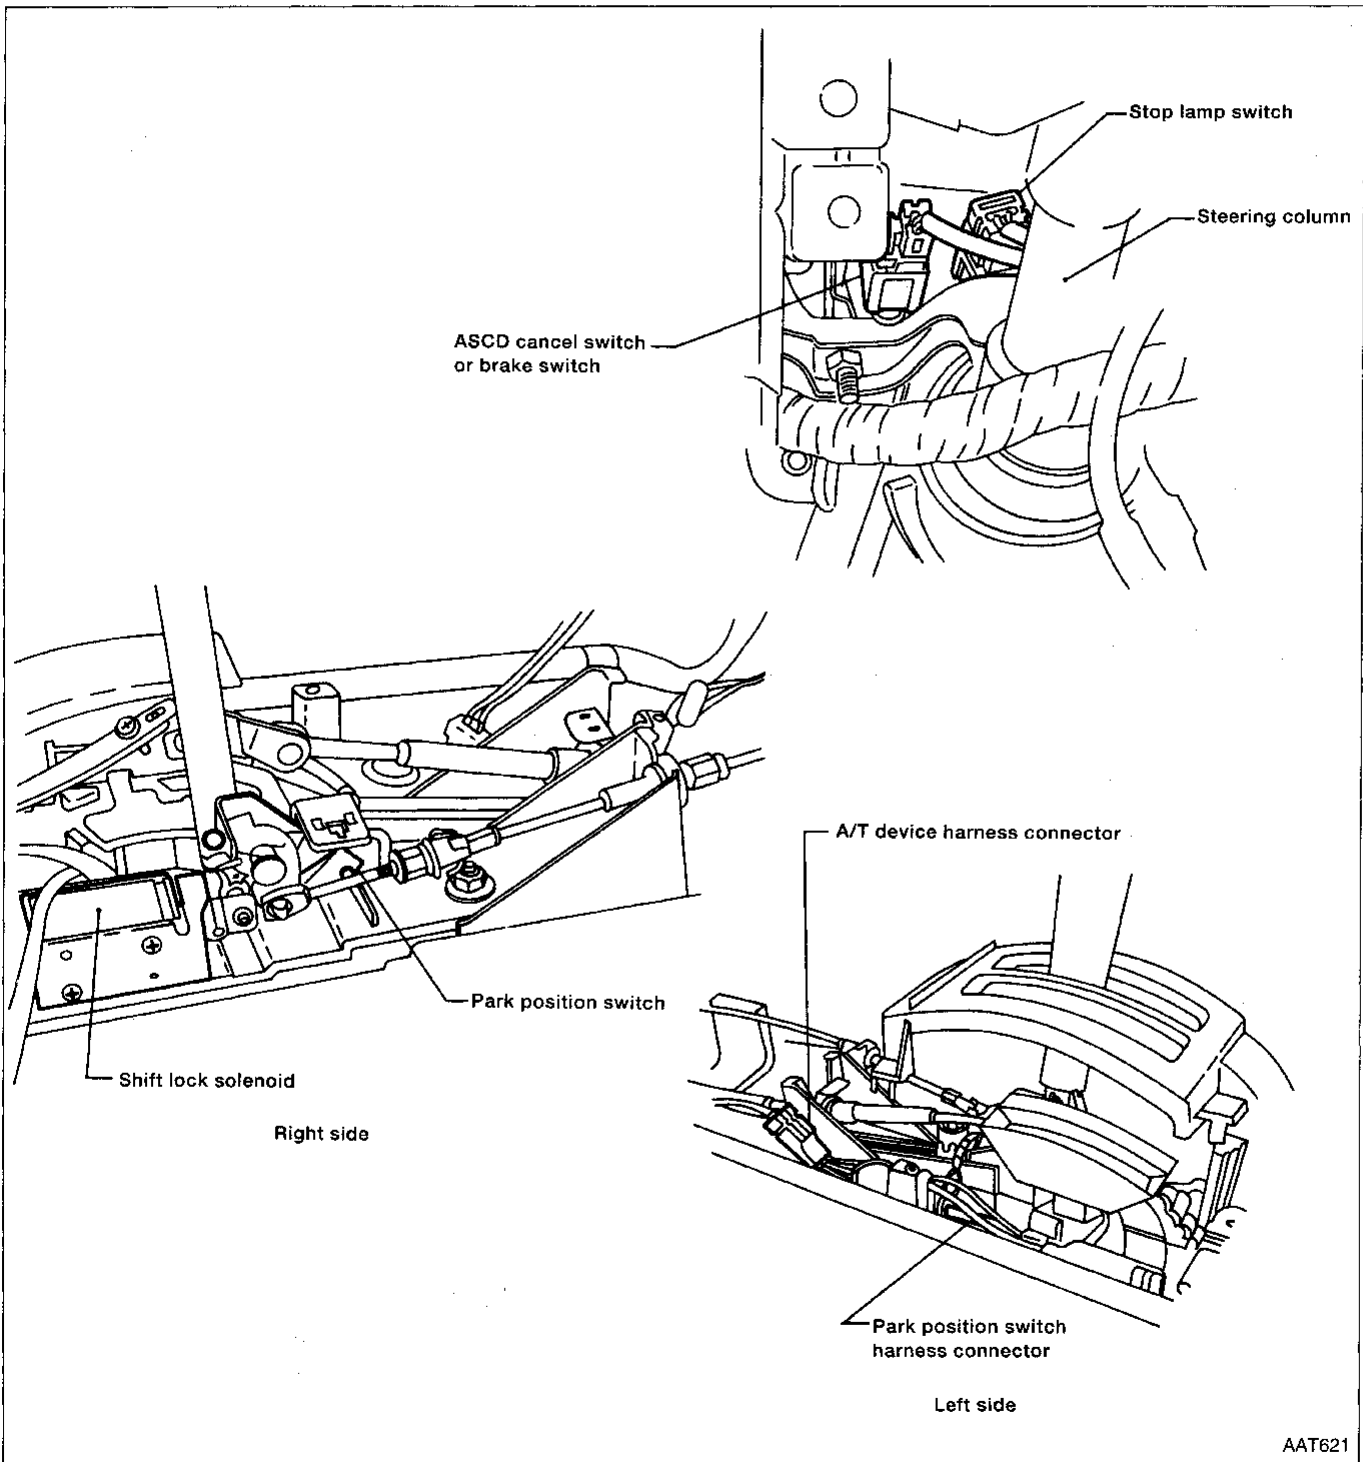 Stop lamp switch
Steering column
ASCD cancel switch
or brake switch
A/T device harness connector
Park position switch
Shift lock solenoid
Right side
Park position switch
harness connector
Left side
AAT621